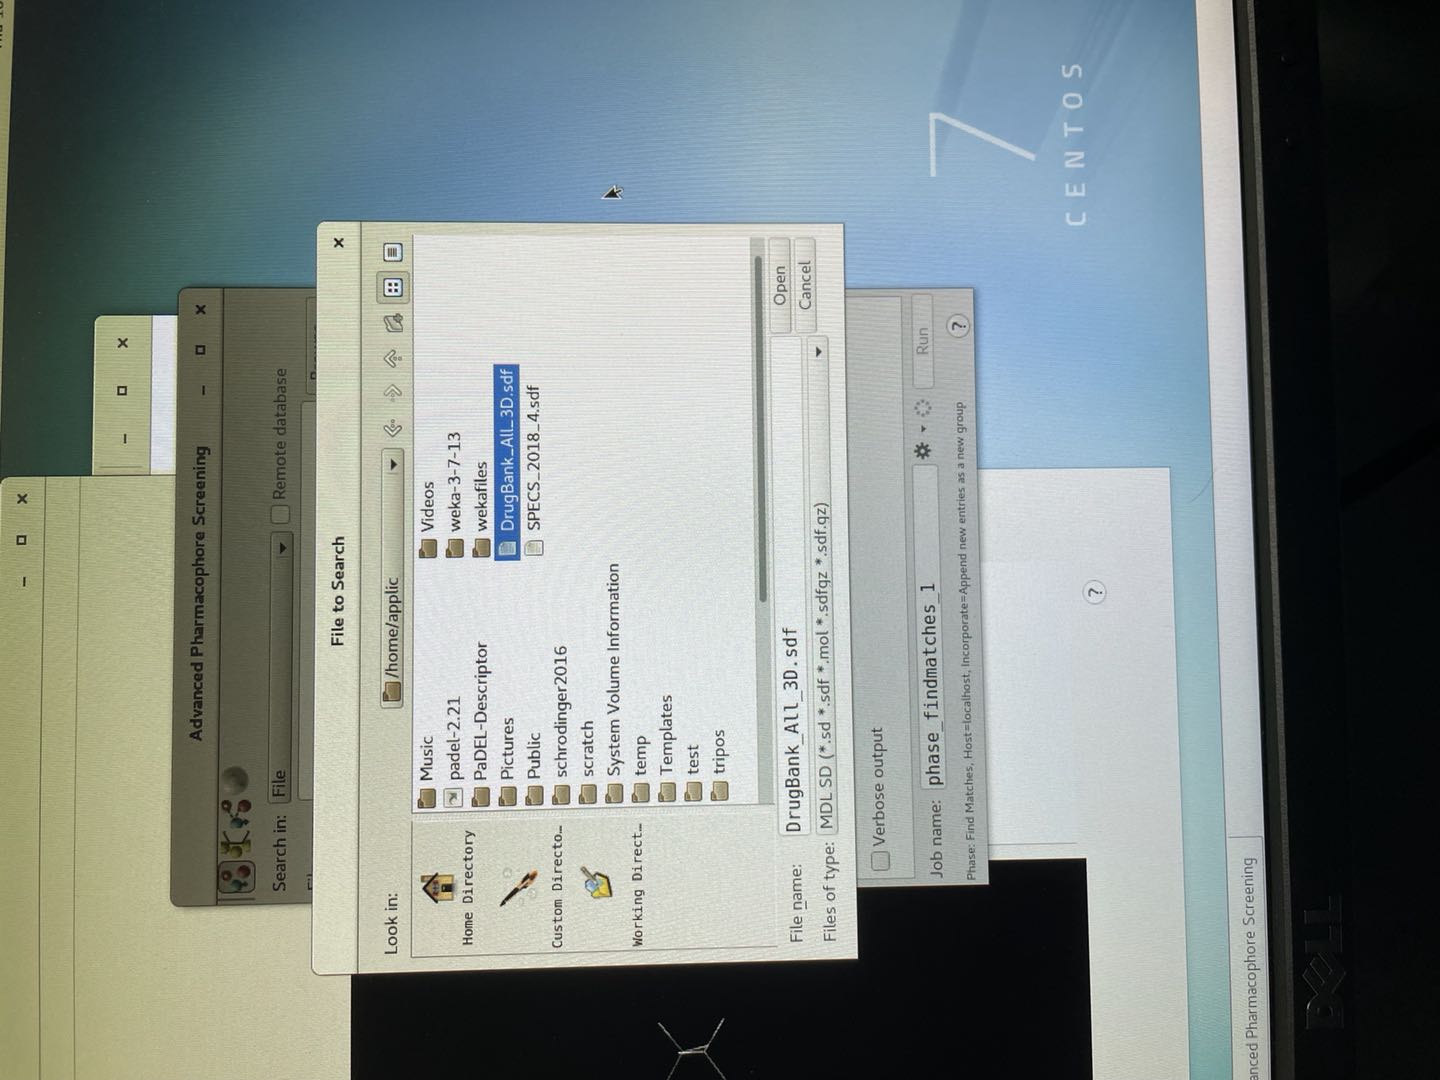 Advanced Pharmacophore Screening
Search in: File Remote database
File to Search
Look in: /home/applic
Home Directory
Custom Directo…
Working Direct…
Music
padel-2.21
PaDEL-Descriptor
Pictures
Public
schrodinger2016
scratch
System Volume Information
temp
Templates
test
tripos
Videos
weka-3-7-13
wekafiles
DrugBank_All_3D.sdf
SPECS_2018_4.sdf
File name: DrugBank_All_3D.sdf Open
Files of type: MDL SD (*.sd *.sdf *.mol *.sdfgz *.sdf.gz) Cancel
Verbose output
Job name: phase_findmatches_1 Run
Phase: Find Matches, Host=localhost, Incorporate=Append new entries as a new group ?
7
CENTOS
?
anced Pharmacophore Screening
DELL